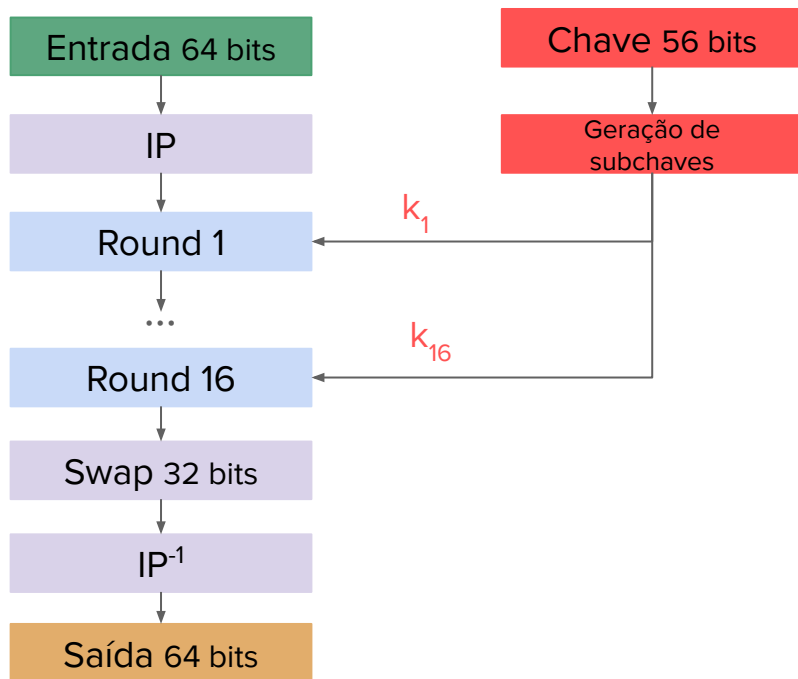 Entrada 64 bits
Chave 56 bits
IP
Geração de
subchaves
k₁
Round 1
...
k₁₆
Round 16
Swap 32 bits
IP⁻¹
Saída 64 bits